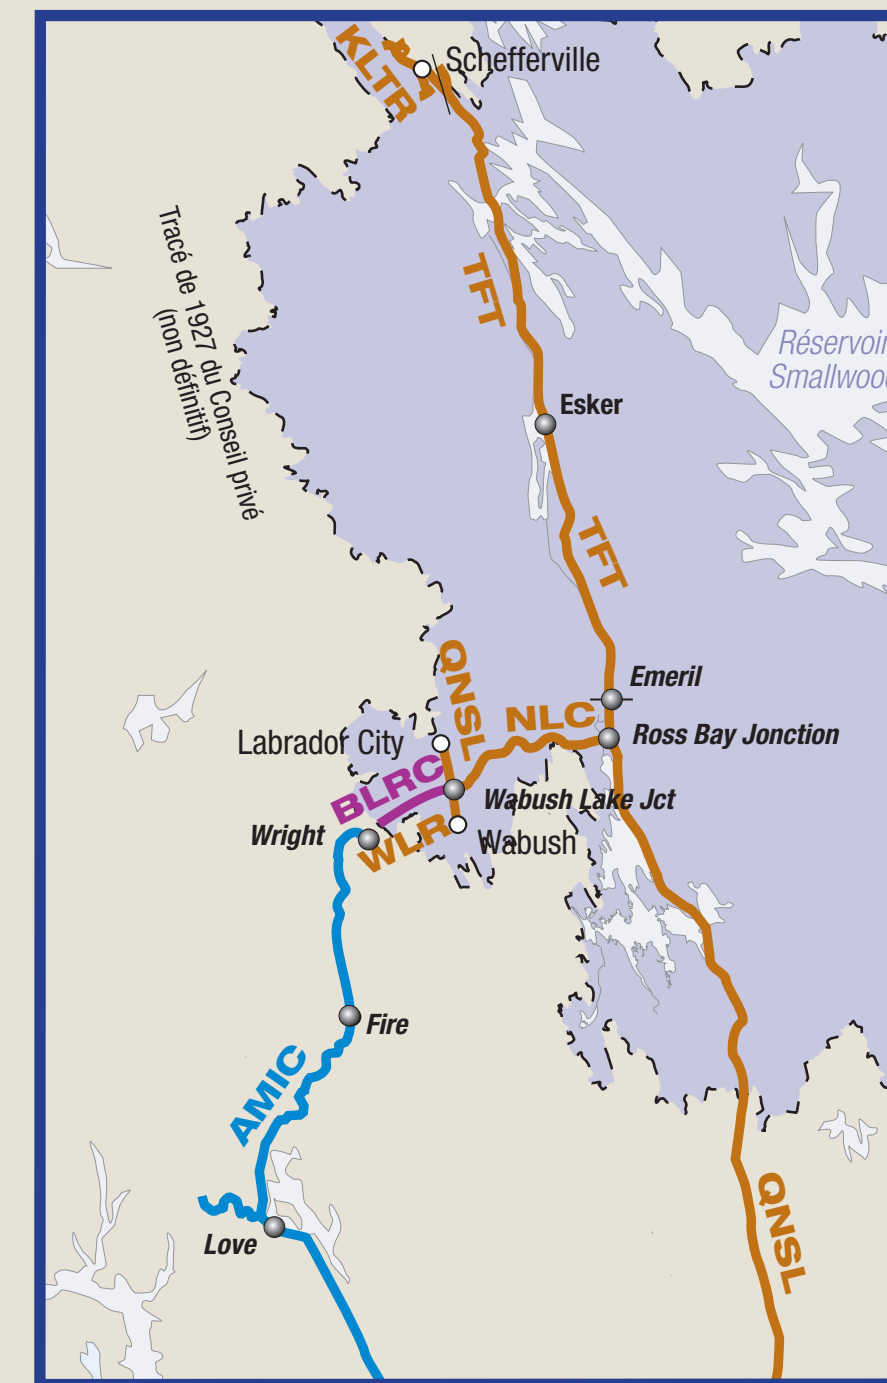 KLTR
Schefferville
Tracé de 1927 du Conseil privé
(non définitif)
TFT
Réservoir
Smallwood
Esker
TFT
QNSL
Emeril
NLC
Ross Bay Jonction
Labrador City
BLRC
Wabush Lake Jct
Wright
WLR
Wabush
Fire
AMIC
QNSL
Love